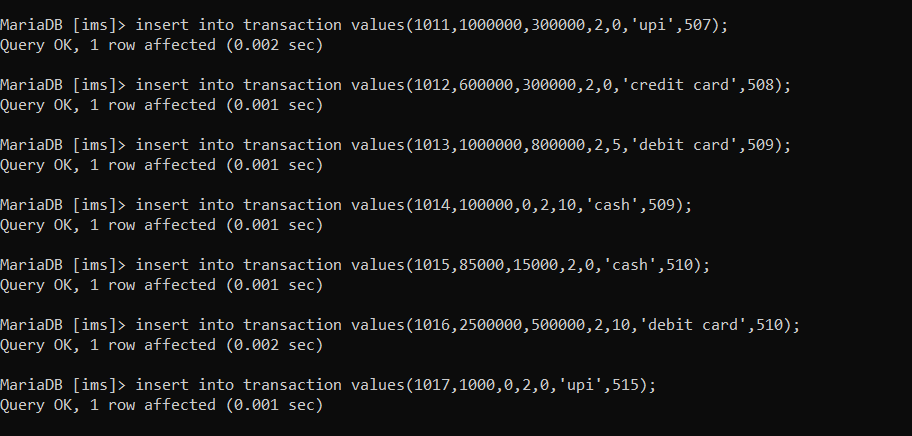 MariaDB [ims]> insert into transaction values(1011,1000000,300000,2,0,'upi',507);
Query OK, 1 row affected (0.002 sec)
MariaDB [ims]> insert into transaction values(1012,600000,300000,2,0,'credit card',508);
Query OK, 1 row affected (0.001 sec)
MariaDB [ims]> insert into transaction values(1013,1000000,800000,2,5,'debit card',509);
Query OK, 1 row affected (0.001 sec)
MariaDB [ims]> insert into transaction values(1014,100000,0,2,10,'cash',509);
Query OK, 1 row affected (0.001 sec)
MariaDB [ims]> insert into transaction values(1015,85000,15000,2,0,'cash',510);
Query OK, 1 row affected (0.001 sec)
MariaDB [ims]> insert into transaction values(1016,2500000,500000,2,10,'debit card',510);
Query OK, 1 row affected (0.002 sec)
MariaDB [ims]> insert into transaction values(1017,1000,0,2,0,'upi',515);
Query OK, 1 row affected (0.001 sec)